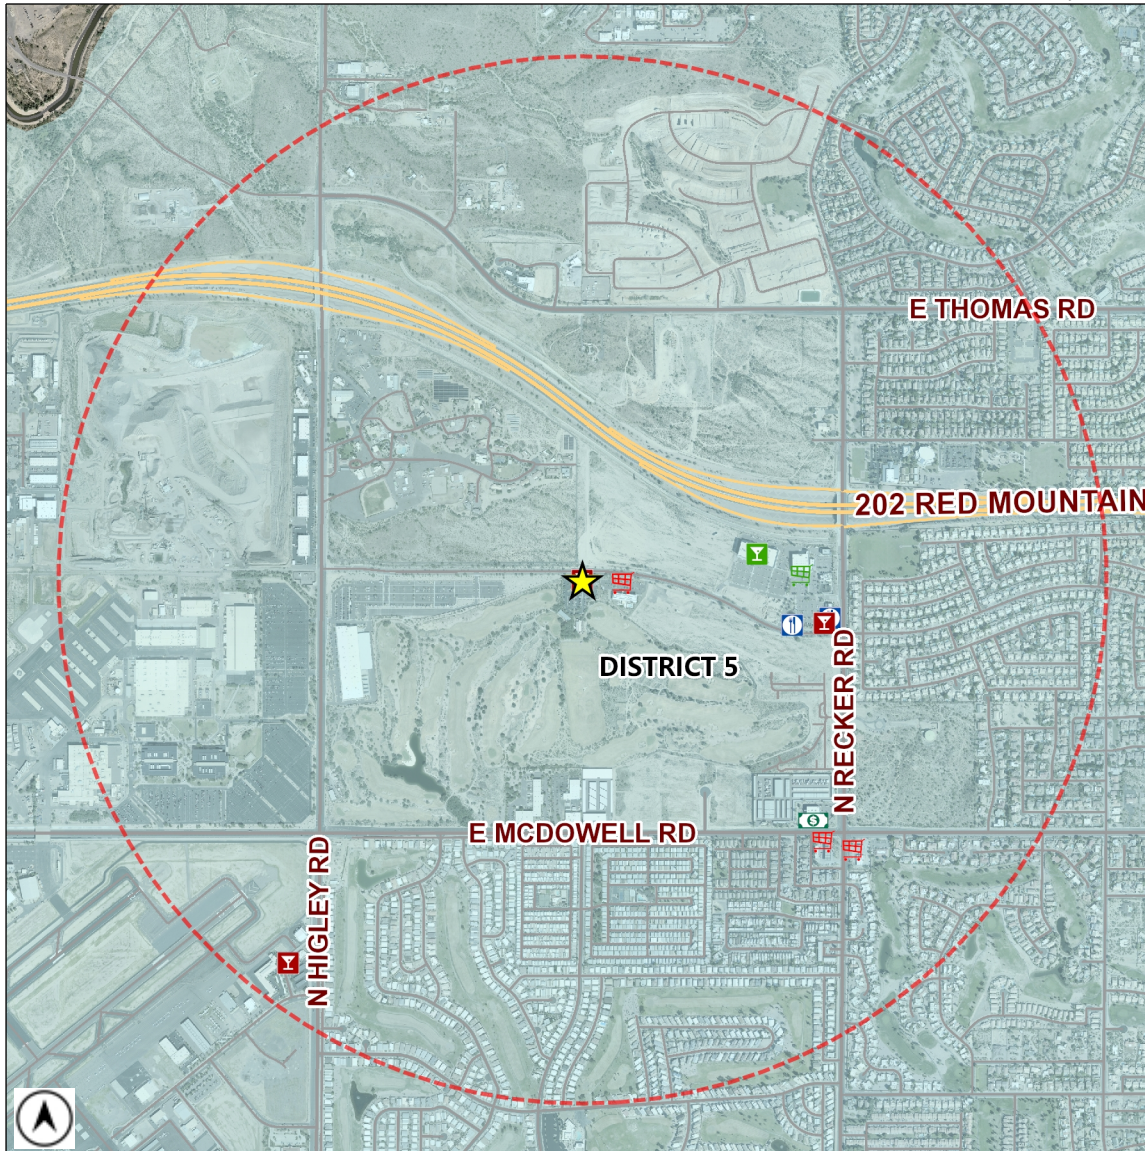 E THOMAS RD
202 RED MOUNTAIN
DISTRICT 5
N RECKER RD
E MCDOWELL RD
N HIGLEY RD
$